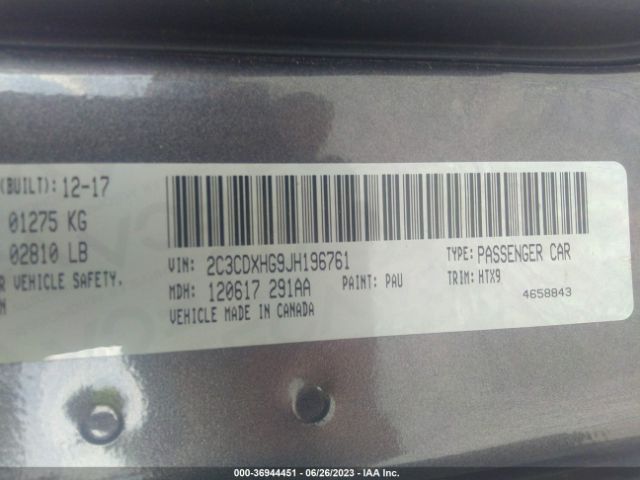 (BUILT): 12-17
01275 KG
02810 LB
R VEHICLE SAFETY,
N
VIN: 2C3CDXHG9JH196761
TYPE: PASSENGER CAR
MDH: 120617 291AA
PAINT: PAU
TRIM: HTX9
VEHICLE MADE IN CANADA
4658843
000-36944451 | 06/26/2023 | IAA Inc.